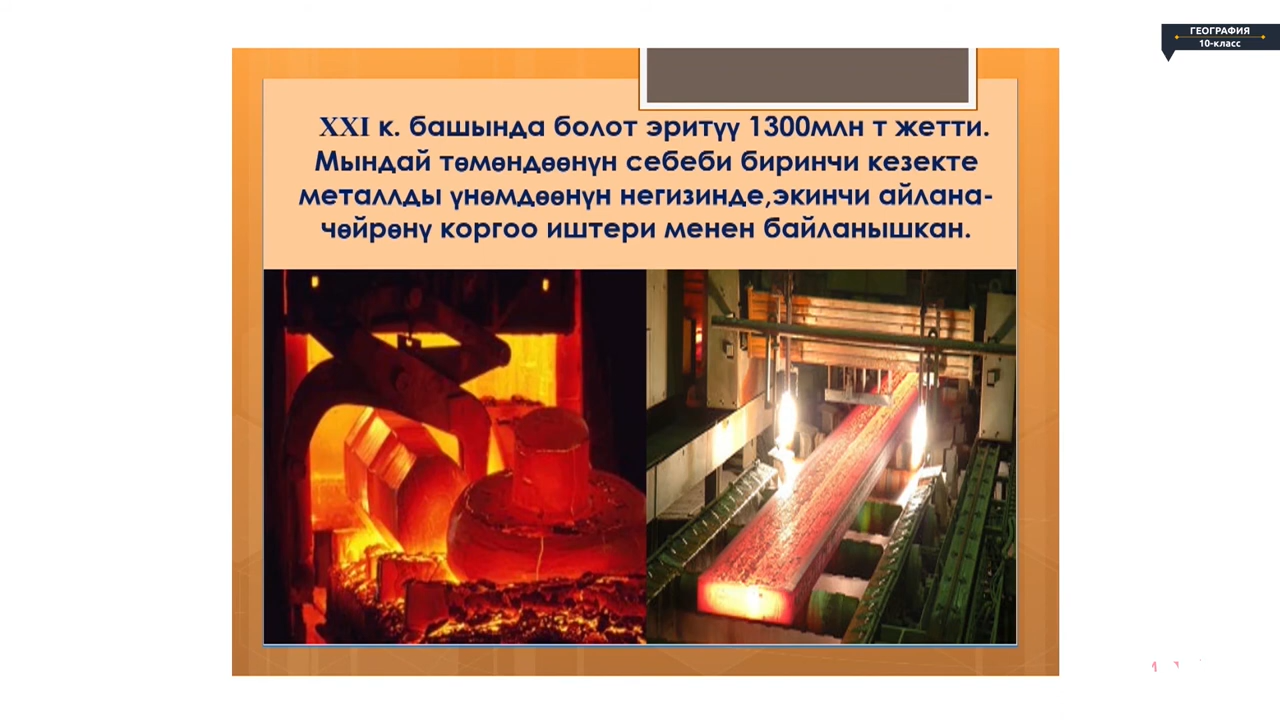 ГЕОГРАФИЯ
10-класс
XXI к. башында болот эритүү 1300млн т жетти.
Мындай төмөндөөнүн себеби биринчи кезекте
металлды үнөмдөөнүн негизинде,экинчи айлана-
чөйрөнү коргоо иштери менен байланышкан.